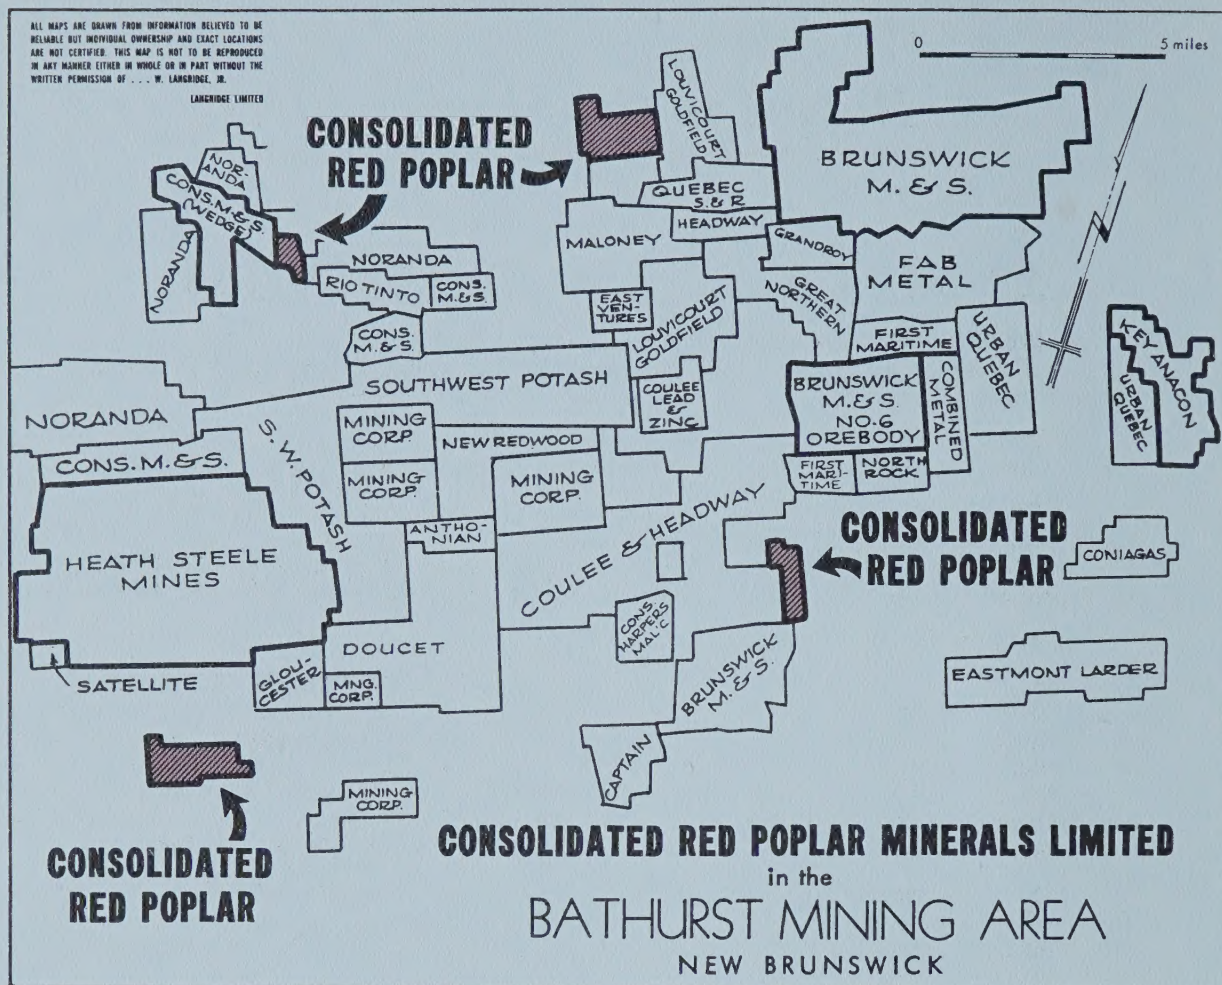 ALL MAPS ARE DRAWN FROM INFORMATION BELIEVED TO BE
RELIABLE BUT INDIVIDUAL OWNERSHIP AND EXACT LOCATIONS
ARE NOT CERTIFIED. THIS MAP IS NOT TO BE REPRODUCED
IN ANY MANNER EITHER IN WHOLE OR IN PART WITHOUT THE
WRITTEN PERMISSION OF . . . W. LANGRIDGE, JR.
LANGRIDGE LIMITED
0 5 miles
CONSOLIDATED
RED POPLAR
LOUVICOURT
GOLDFIELD
BRUNSWICK
M. & S.
NOR-
ANDA
CONS. M. & S.
(WEDGE)
NORANDA
QUEBEC
S. & R
HEADWAY
MALONEY
GRANDROY
NORANDA
RIO TINTO
CONS.
M. & S.
CONS.
M. & S.
FAB
METAL
GREAT
NORTHERN
EAST
VEN-
TURES
LOUVICOURT
GOLDFIELD
FIRST
MARITIME
URBAN
QUEBEC
KEY ANACON
URBAN
QUEBEC
SOUTHWEST POTASH
COULEE
LEAD
&
ZINC
BRUNSWICK
M. & S.
NO. 6
OREBODY
COMBINED
METAL
NORANDA
CONS. M. & S.
S. W. POTASH
MINING
CORP.
NEW REDWOOD
MINING
CORP.
MINING
CORP.
FIRST
MARI-
TIME
NORTH
ROCK
ANTHO-
NIAN
COULEE & HEADWAY
CONSOLIDATED
RED POPLAR
CONIAGAS
HEATH STEELE
MINES
CONS.
HARPERS
MAL'C
DOUCET
SATELLITE
GLOU-
CESTER
MNG.
CORP.
BRUNSWICK
M. & S.
EASTMONT LARDER
CAPTAIN
MINING
CORP.
CONSOLIDATED
RED POPLAR
CONSOLIDATED RED POPLAR MINERALS LIMITED
in the
BATHURST MINING AREA
NEW BRUNSWICK